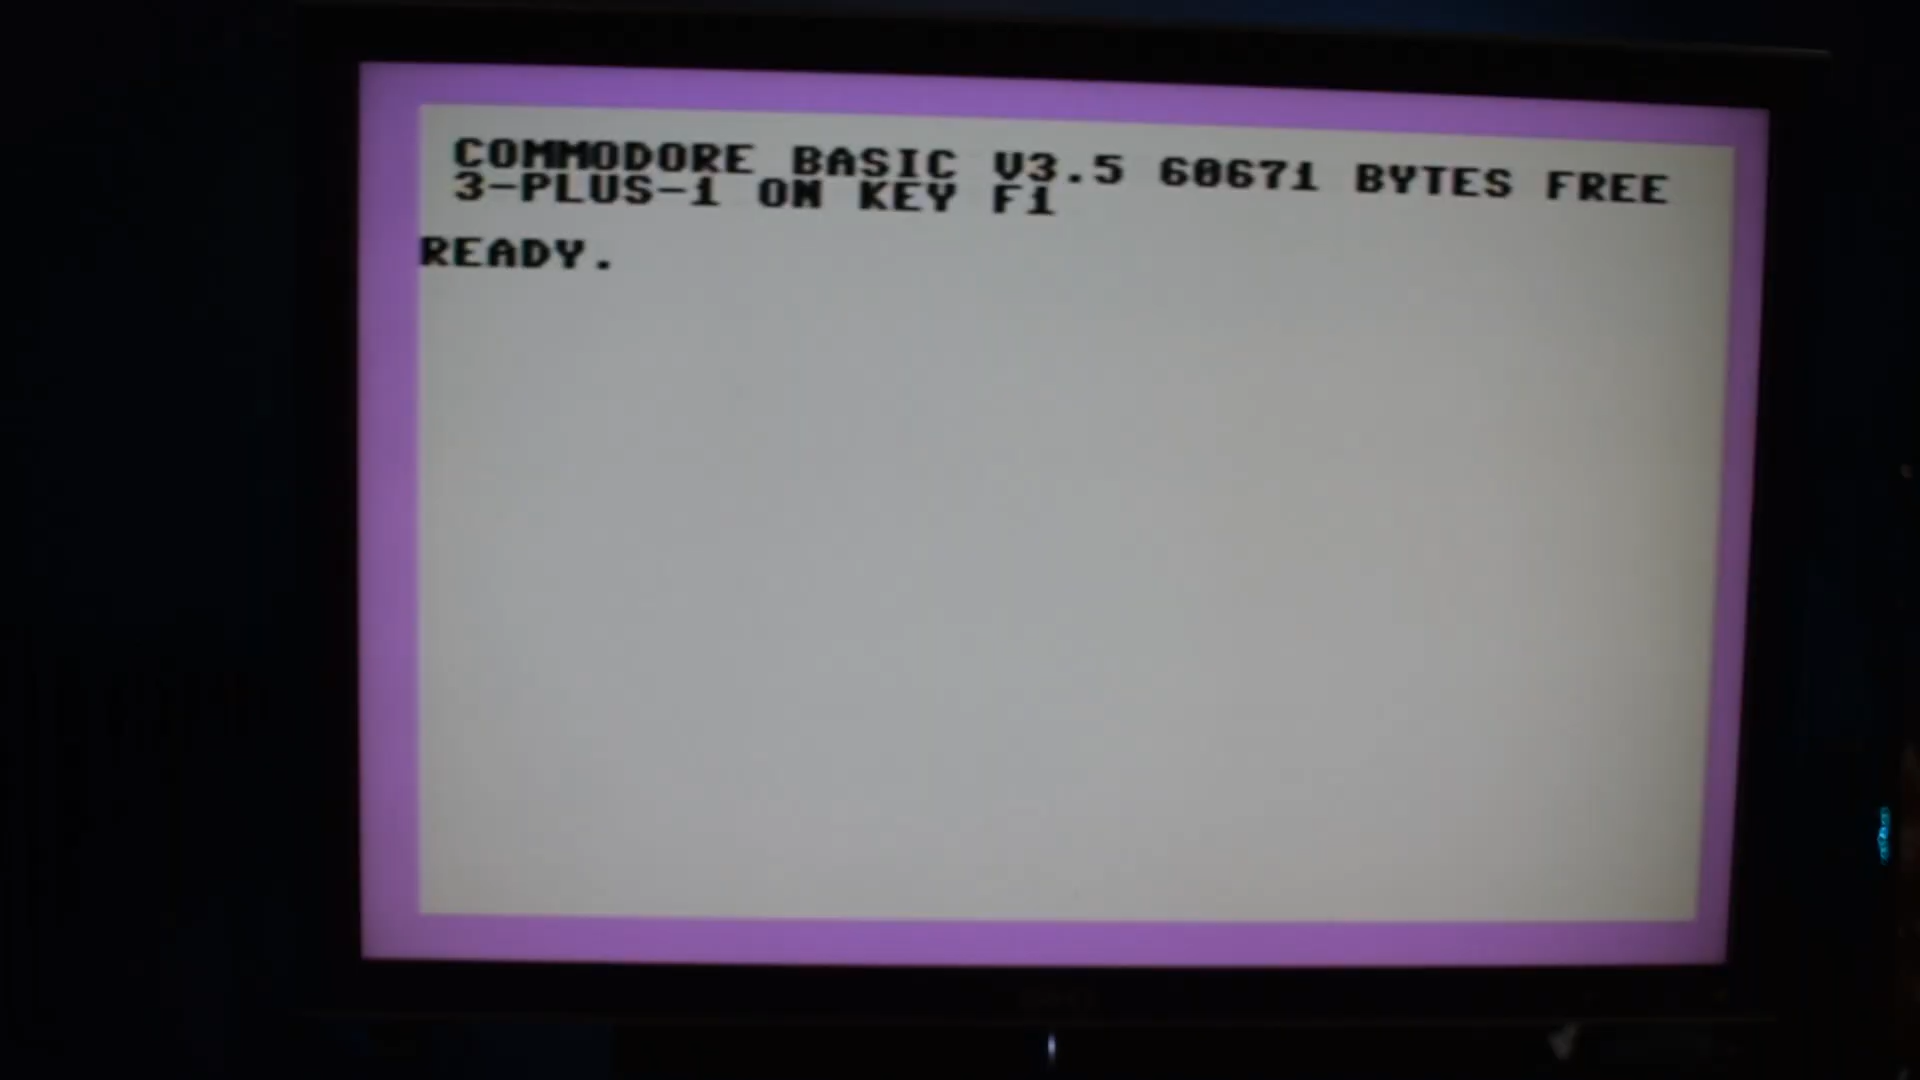 COMMODORE BASIC V3.5 60671 BYTES FREE
3-PLUS-1 ON KEY F1
READY.